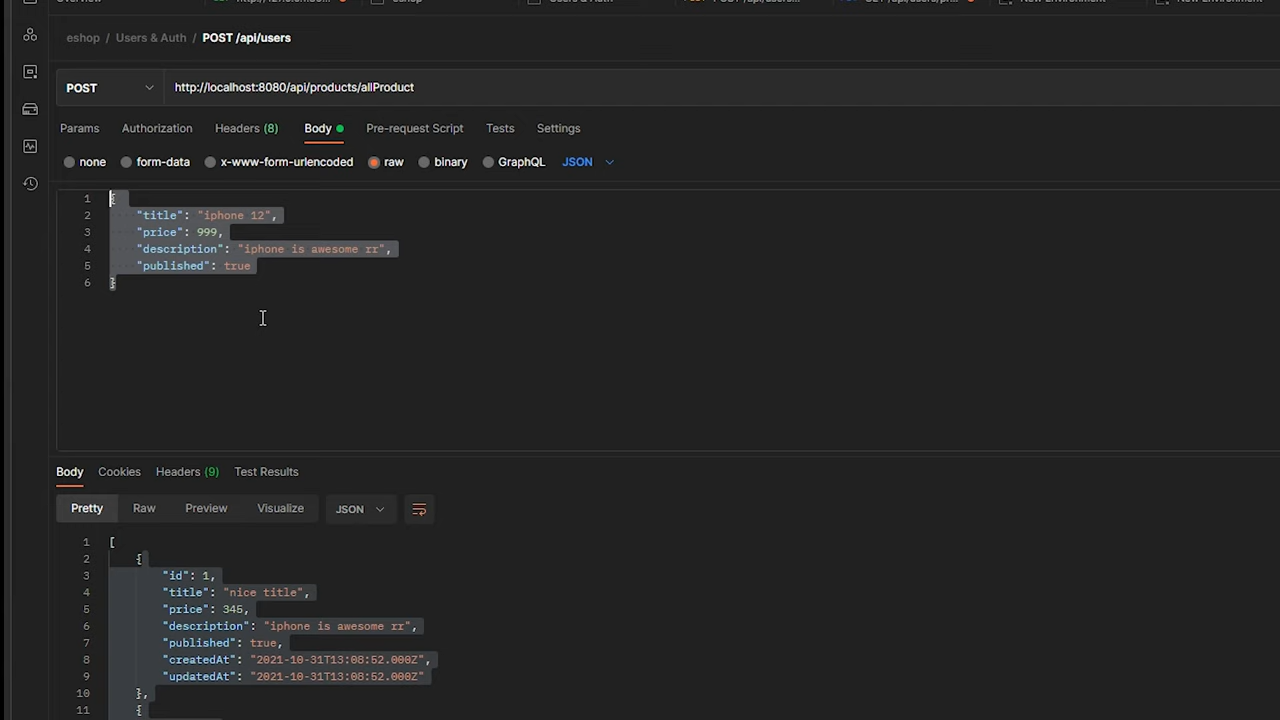 eshop / Users & Auth / POST /api/users
POST http://localhost:8080/api/products/allProduct
Params Authorization Headers (8) Body Pre-request Script Tests Settings
none form-data x-www-form-urlencoded raw binary GraphQL JSON
1 {
2 "title": "iphone 12",
3 "price": 999,
4 "description": "iphone is awesome rr",
5 "published": true
6 }
Body Cookies Headers (9) Test Results
Pretty Raw Preview Visualize JSON
1 [
2 {
3 "id": 1,
4 "title": "nice title",
5 "price": 345,
6 "description": "iphone is awesome rr",
7 "published": true,
8 "createdAt": "2021-10-31T13:08:52.000Z",
9 "updatedAt": "2021-10-31T13:08:52.000Z"
10 },
11 {